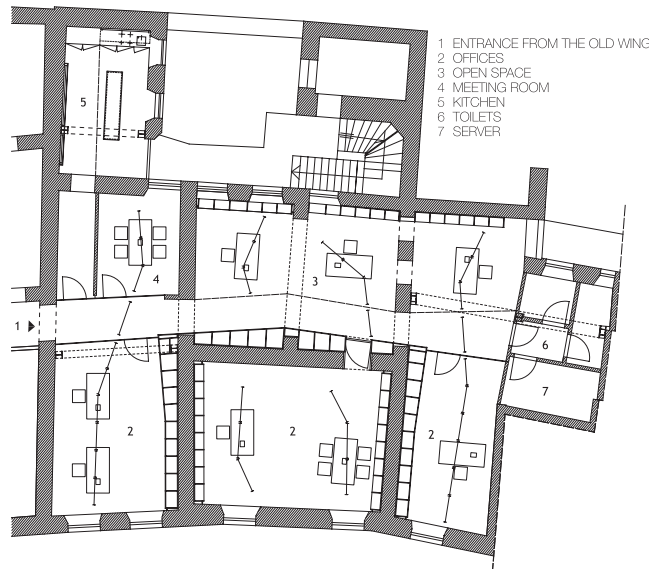 1 ENTRANCE FROM THE OLD WING
2 OFFICES
3 OPEN SPACE
4 MEETING ROOM
5 KITCHEN
6 TOILETS
7 SERVER
5
4
3
1
6
7
2
2
2